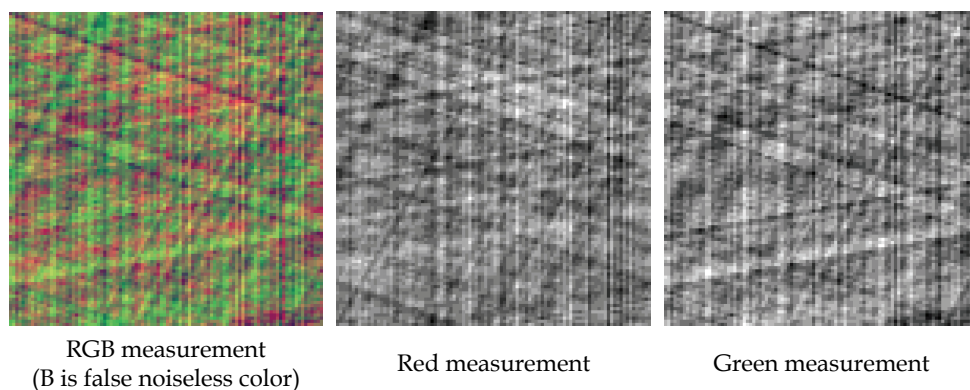 RGB measurement
(B is false noiseless color)
Red measurement
Green measurement